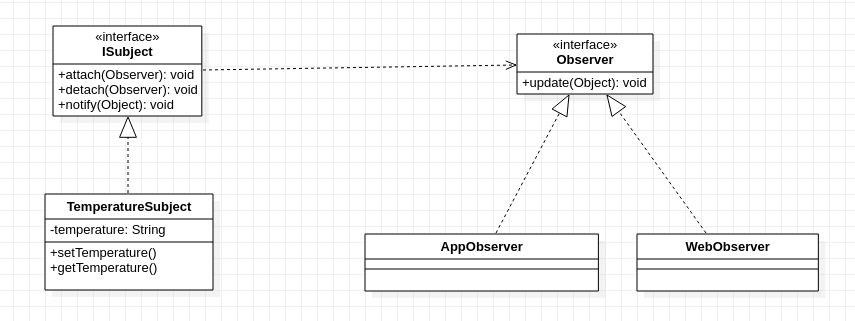 «interface»
ISubject
+attach(Observer): void
+detach(Observer): void
+notify(Object): void
«interface»
Observer
+update(Object): void
TemperatureSubject
-temperature: String
+setTemperature()
+getTemperature()
AppObserver
WebObserver